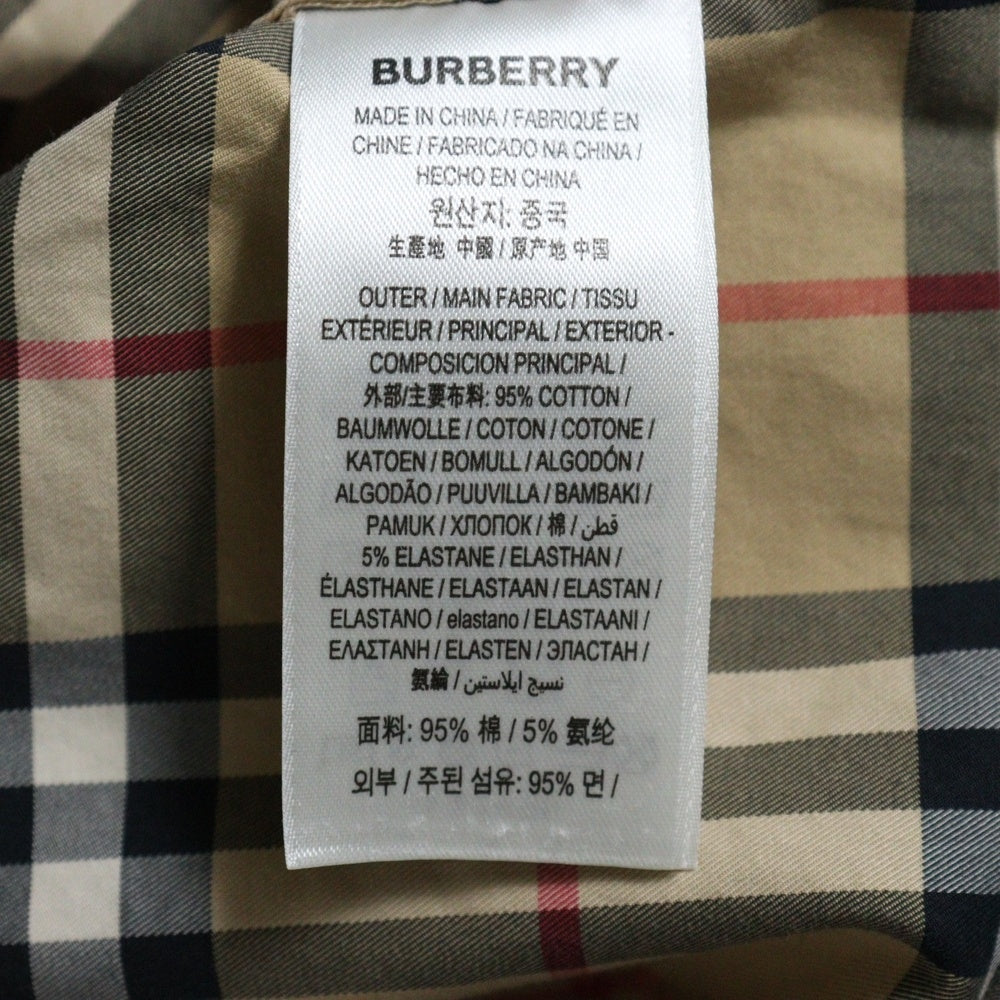 BURBERRY
MADE IN CHINA / FABRIQUÉ EN
CHINE / FABRICADO NA CHINA /
HECHO EN CHINA
원산지: 중국
生產地 中國 / 原产地 中国
OUTER / MAIN FABRIC / TISSU
EXTÉRIEUR / PRINCIPAL / EXTERIOR -
COMPOSICION PRINCIPAL /
外部/主要布料: 95% COTTON /
BAUMWOLLE / COTON / COTONE /
KATOEN / BOMULL / ALGODÓN /
ALGODÃO / PUUVILLA / BAMBAKI /
PAMUK / ХЛОПОК / 棉 / قطن
5% ELASTANE / ELASTHAN /
ÉLASTHANE / ELASTAAN / ELASTAN /
ELASTANO / elastano / ELASTAANI /
ΕΛΑΣΤΑΝΗ / ELASTEN / ЭЛАСТАН /
氨綸 / نسيج ايلاستين
面料: 95% 棉 / 5% 氨纶
외부 / 주된 섬유: 95% 면 /